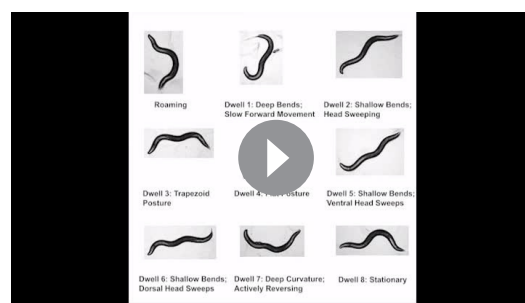 Roaming
Dwell 1: Deep Bends;
Slow Forward Movement
Dwell 2: Shallow Bends;
Head Sweeping
Dwell 3: Trapezoid
Posture
Dwell 4: Posture
Dwell 5: Shallow Bends;
Ventral Head Sweeps
Dwell 6: Shallow Bends;
Dorsal Head Sweeps
Dwell 7: Deep Curvature;
Actively Reversing
Dwell 8: Stationary